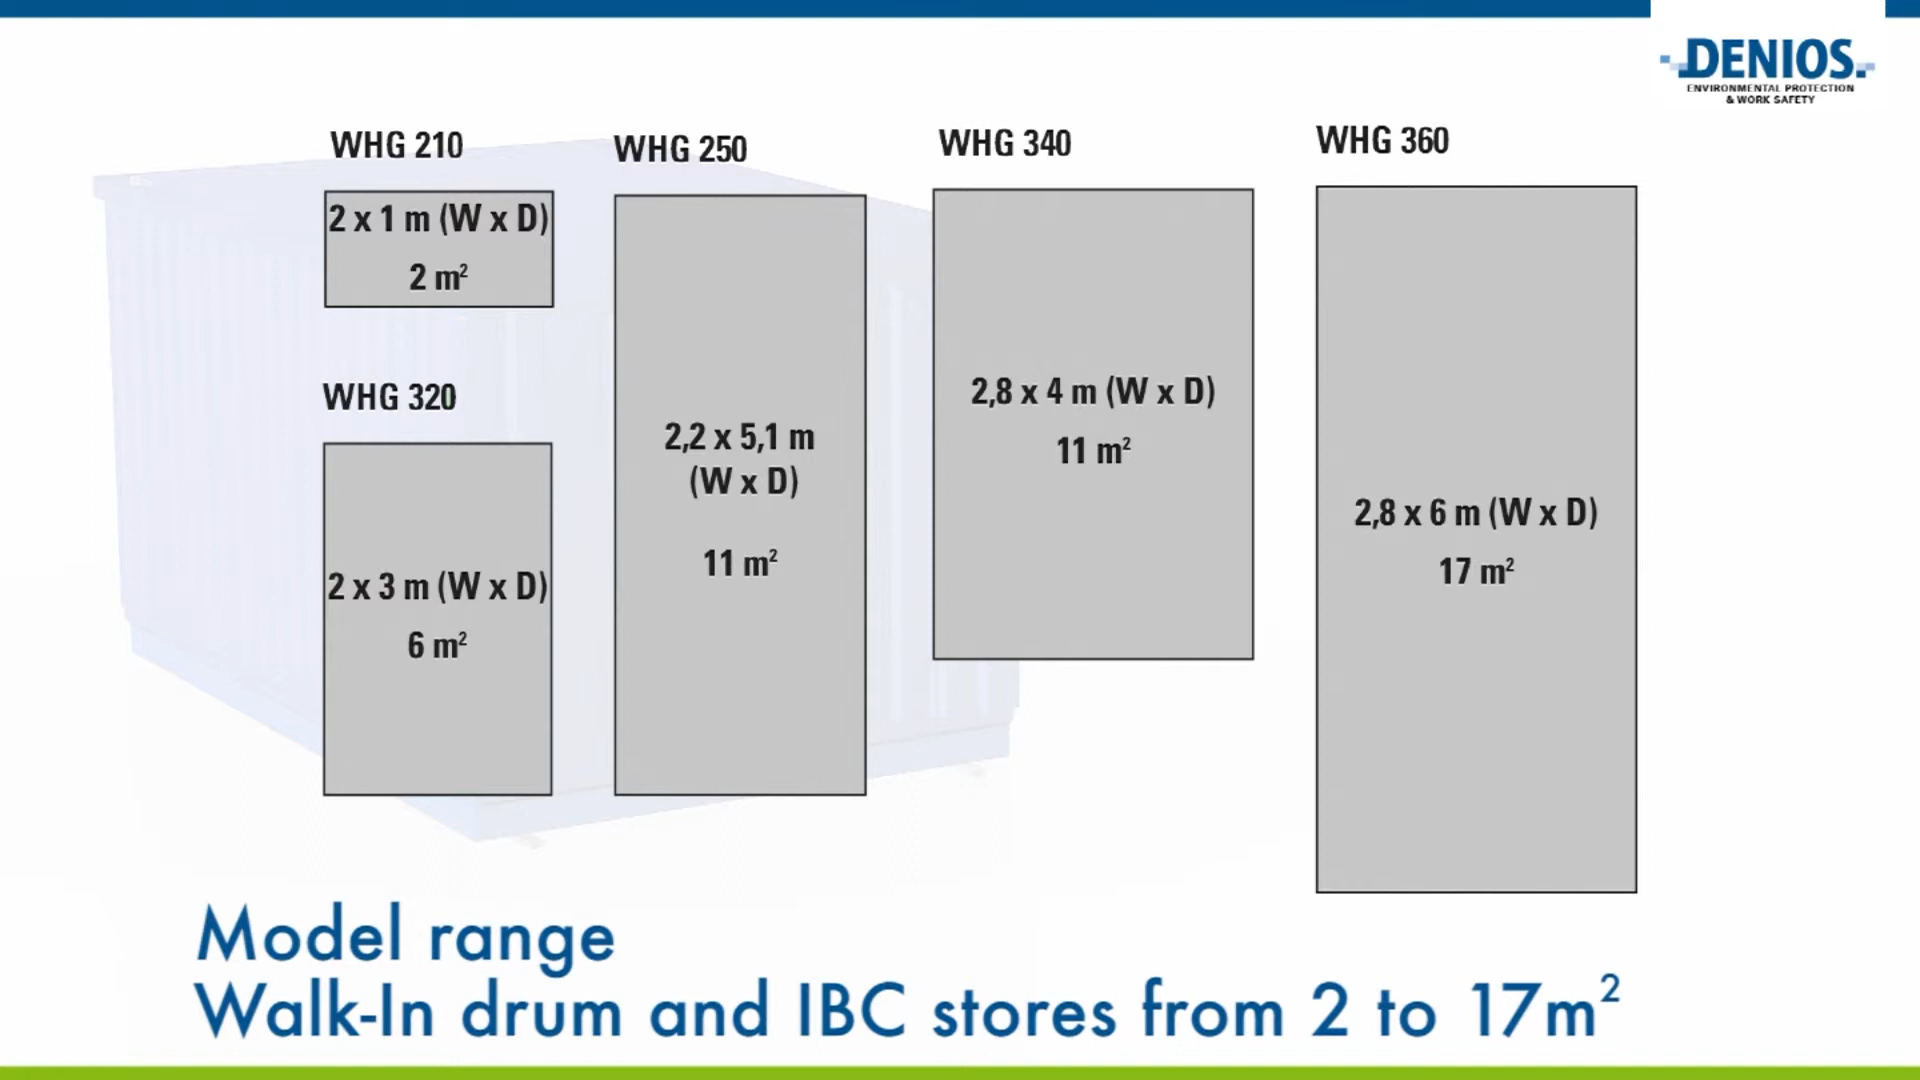 DENIOS.
ENVIRONMENTAL PROTECTION
& WORK SAFETY
WHG 210
2 x 1 m (W x D)
2 m²
WHG 320
2 x 3 m (W x D)
6 m²
WHG 250
2,2 x 5,1 m
(W x D)
11 m²
WHG 340
2,8 x 4 m (W x D)
11 m²
WHG 360
2,8 x 6 m (W x D)
17 m²
Model range
Walk-In drum and IBC stores from 2 to 17m²